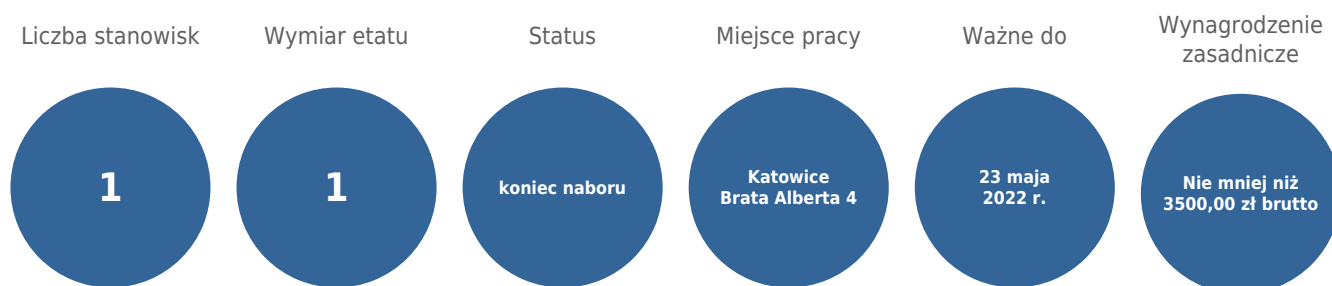 Liczba stanowisk
1
Wymiar etatu
1
Status
koniec naboru
Miejsce pracy
Katowice
Brata Alberta 4
Ważne do
23 maja
2022 r.
Wynagrodzenie
zasadnicze
Nie mniej niż
3500,00 zł brutto